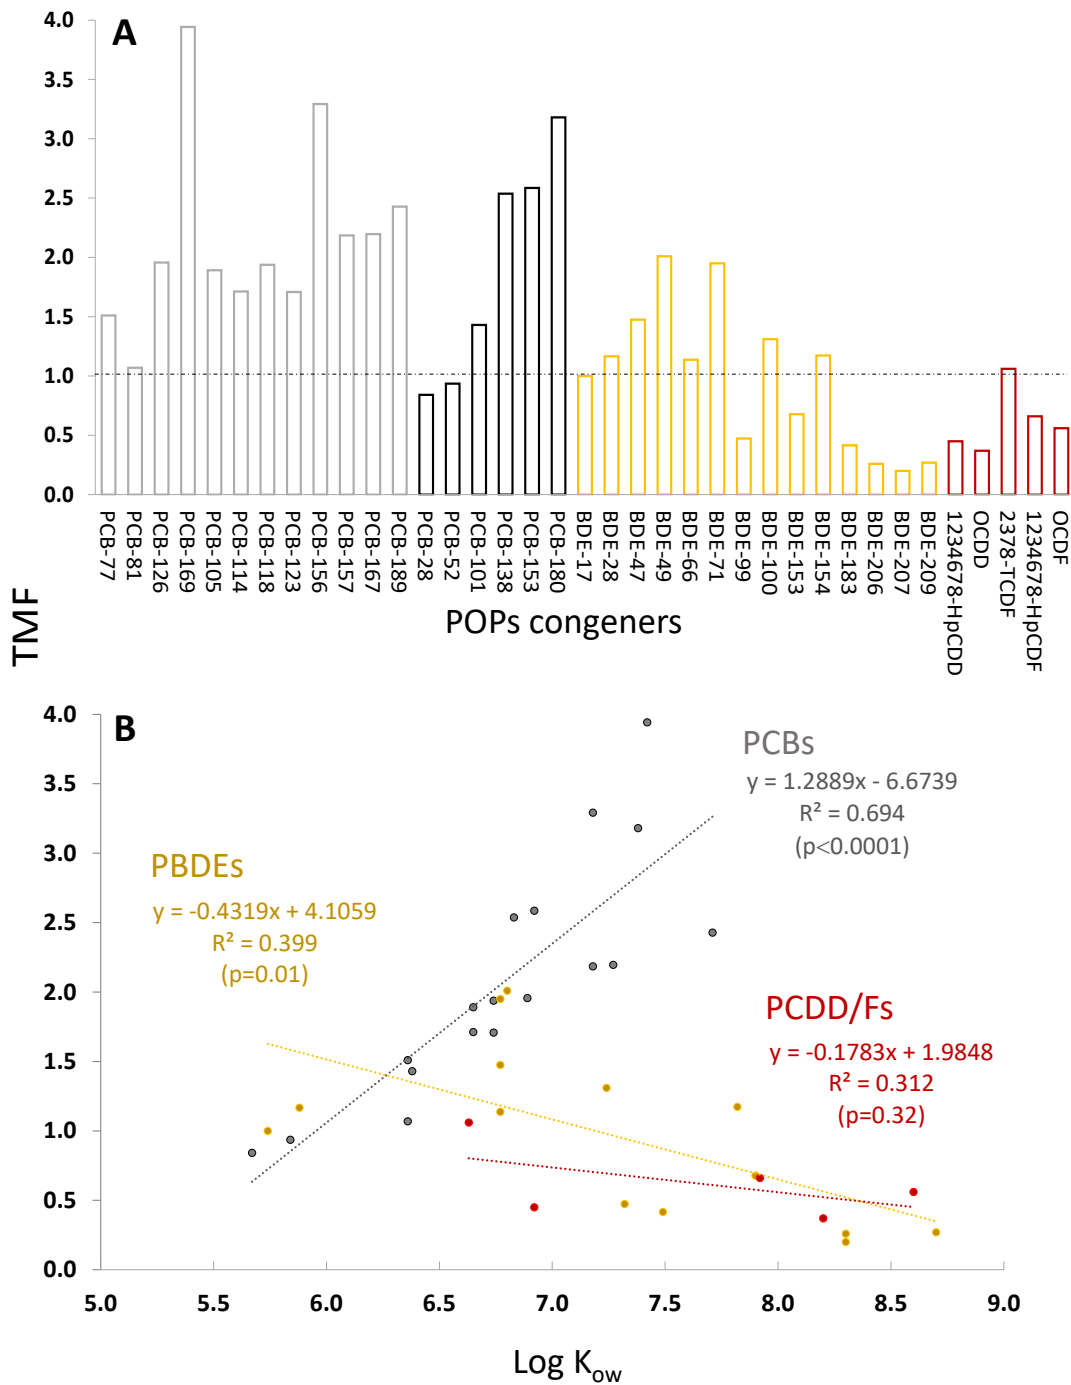 A
4.0
3.5
3.0
2.5
2.0
1.5
1.0
0.5
0.0
PCB-77
PCB-81
PCB-126
PCB-169
PCB-105
PCB-114
PCB-118
PCB-123
PCB-156
PCB-157
PCB-167
PCB-189
PCB-28
PCB-52
PCB-101
PCB-138
PCB-153
PCB-180
BDE-17
BDE-28
BDE-47
BDE-49
BDE-66
BDE-71
BDE-99
BDE-100
BDE-153
BDE-154
BDE-183
BDE-206
BDE-207
BDE-209
1234678-HpCDD
OCDD
2378-TCDF
1234678-HpCDF
OCDF
POPs congeners
TMF
B
4.0
3.5
3.0
2.5
2.0
1.5
1.0
0.5
0.0
PCBs
y = 1.2889x - 6.6739
R² = 0.694
(p<0.0001)
PBDEs
y = -0.4319x + 4.1059
R² = 0.399
(p=0.01)
PCDD/Fs
y = -0.1783x + 1.9848
R² = 0.312
(p=0.32)
5.0 5.5 6.0 6.5 7.0 7.5 8.0 8.5 9.0
Log Kow